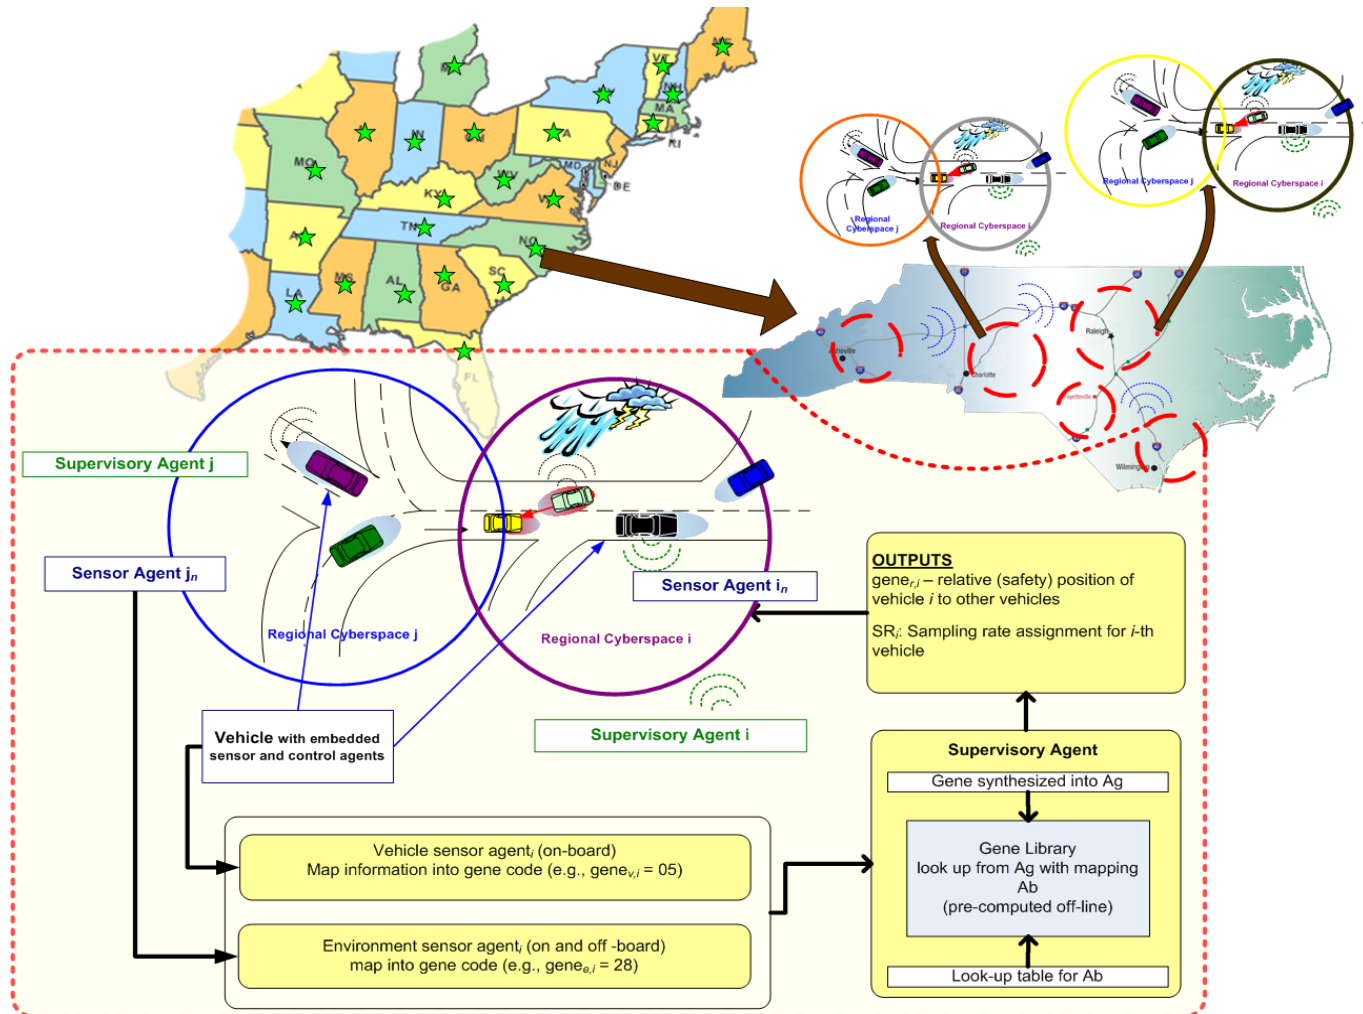 ME
VT
NH
MA
RI
PA
NJ
MD
DE
IN
WV
MO
KY
TN
NC
SC
MS
AL
GA
LA
FL
Regional Cyberspace j
Regional Cyberspace i
Regional
Cyberspace j
Regional Cyberspace i
Raleigh
Asheville
Charlotte
Fayetteville
Wilmington
Supervisory Agent j
Sensor Agent jn
Sensor Agent in
Regional Cyberspace j
Regional Cyberspace i
Supervisory Agent i
Vehicle with embedded
sensor and control agents
OUTPUTS
gener,i – relative (safety) position of
vehicle i to other vehicles
SRi: Sampling rate assignment for i-th
vehicle
Supervisory Agent
Gene synthesized into Ag
Gene Library
look up from Ag with mapping
Ab
(pre-computed off-line)
Look-up table for Ab
Vehicle sensor agenti (on-board)
Map information into gene code (e.g., genev,i = 05)
Environment sensor agenti (on and off -board)
map into gene code (e.g., genee,i = 28)